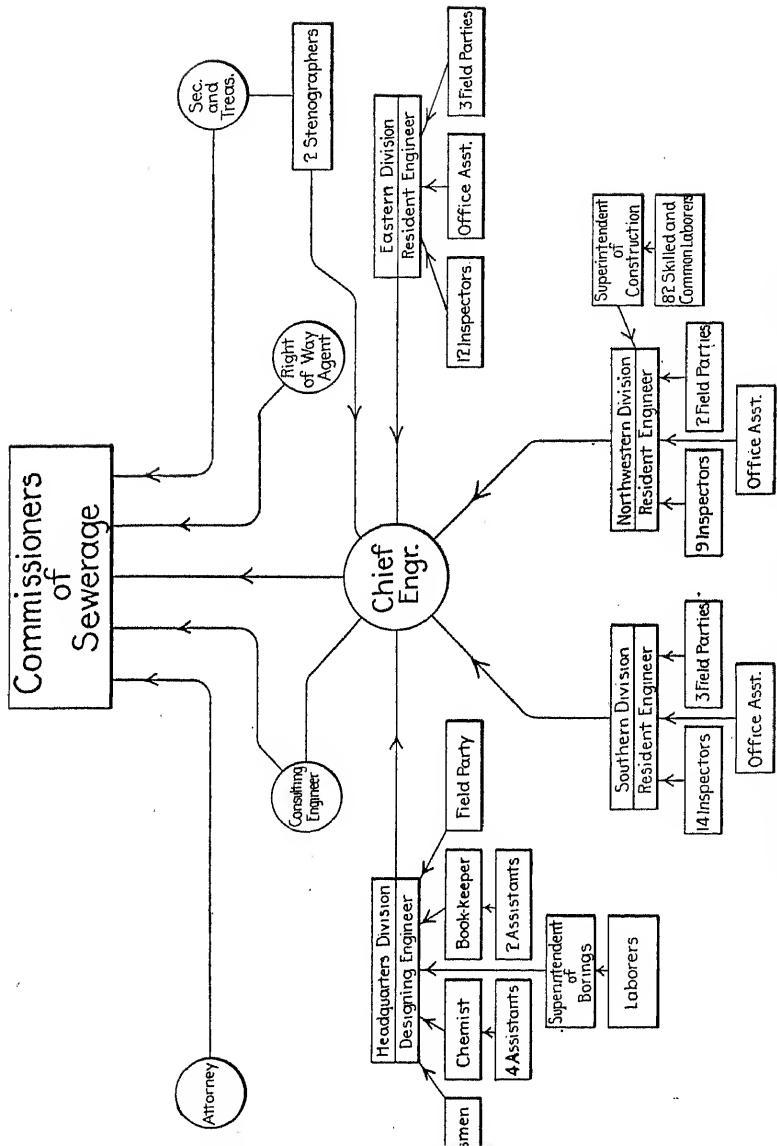 Commissioners
of
Sewerage
Attorney
Consulting
Engineer
Right
of Way
Agent
Sec.
and
Treas.
2 Stenographers
Chief
Engr.
Headquarters Division
Designing Engineer
smen
Chemist
4 Assistants
Book-keeper
2 Assistants
Field Party
Superintendent
of
Borings
Laborers
Eastern Division
Resident Engineer
12 Inspectors
Office Asst.
3 Field Parties
Southern Division
Resident Engineer
14 Inspectors
3 Field Parties
Office Asst.
Northwestern Division
Resident Engineer
9 Inspectors
2 Field Parties
Office Asst.
Superintendent
of
Construction
82 Skilled and
Common Laborers